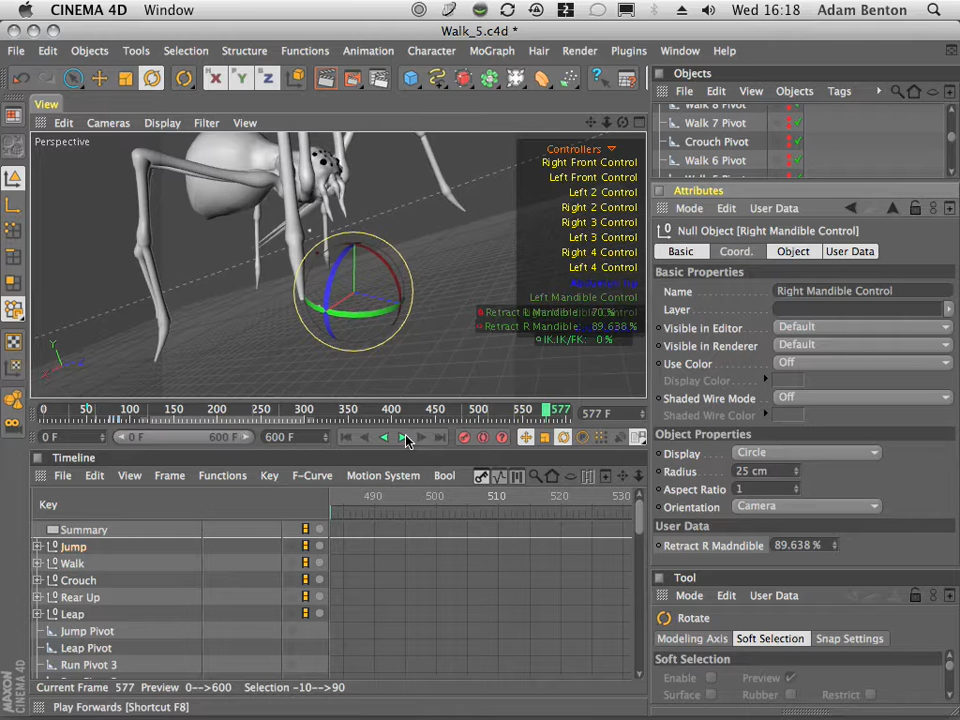 CINEMA 4D Window 2 Wed 16:18 Adam Benton
Walk_5.c4d *
File Edit Objects Tools Selection Structure Functions Animation Character MoGraph Hair Render Plugins Window Help
X Y Z
Objects
File Edit View Objects Tags
Walk 8 Pivot
Walk 7 Pivot
Crouch Pivot
Walk 6 Pivot
View
Edit Cameras Display Filter View
Perspective
Controllers
Right Front Control
Left Front Control
Left 2 Control
Right 2 Control
Right 3 Control
Left 3 Control
Right 4 Control
Left 4 Control
Left Mandible Control
Retract L Mandible: 70 %
Retract R Mandible: 89.638 %
IK.IK/FK: 0 %
Y
X
Attributes
Mode Edit User Data
Null Object [Right Mandible Control]
Basic Coord. Object User Data
Basic Properties
Name Right Mandible Control
Layer
Visible in Editor Default
Visible in Renderer Default
Use Color Off
Display Color
Shaded Wire Mode Off
Shaded Wire Color
Object Properties
Display Circle
Radius 25 cm
Aspect Ratio 1
Orientation Camera
User Data
Retract R Madndible 89.638 %
0 50 100 150 200 250 300 350 400 450 500 550 577 577 F
0 F 0 F 600 F 600 F
Timeline
File Edit View Frame Functions Key F-Curve Motion System Bool
Key 490 500 510 520 530
Summary
Jump
Walk
Crouch
Rear Up
Leap
Jump Pivot
Leap Pivot
Run Pivot 3
Current Frame 577 Preview 0-->600 Selection -10-->90
Play Forwards [Shortcut F8]
Tool
Mode Edit User Data
Rotate
Modeling Axis Soft Selection Snap Settings
Soft Selection
Enable Preview
Surface Rubber Restrict
MAXON CINEMA 4D